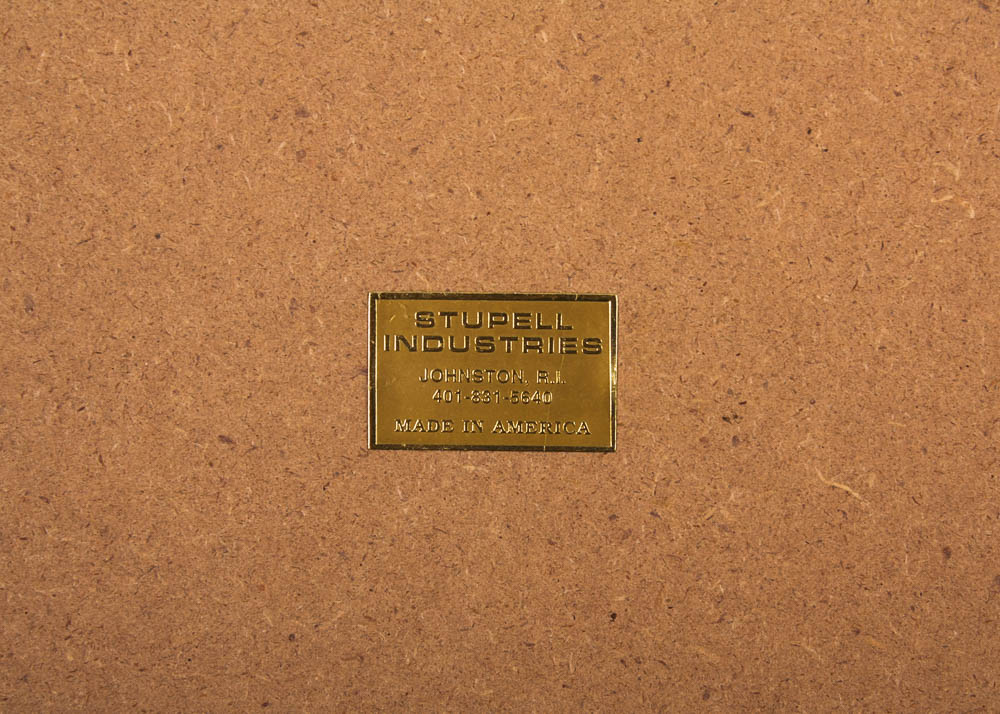 STUPELL
INDUSTRIES
JOHNSTON, R.I.
401-831-5640
MADE IN AMERICA